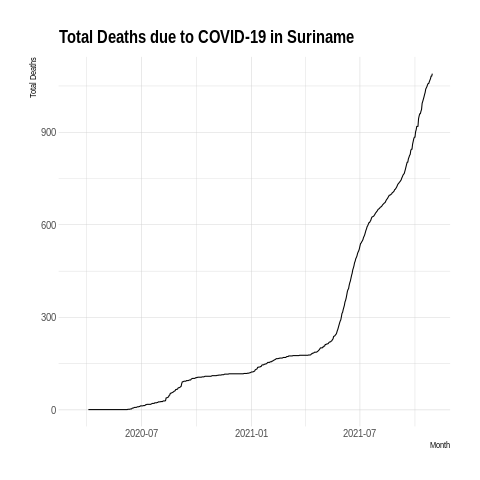 Total Deaths due to COVID-19 in Suriname
Total Deaths
900
600
300
0
2020-07 2021-01 2021-07
Month